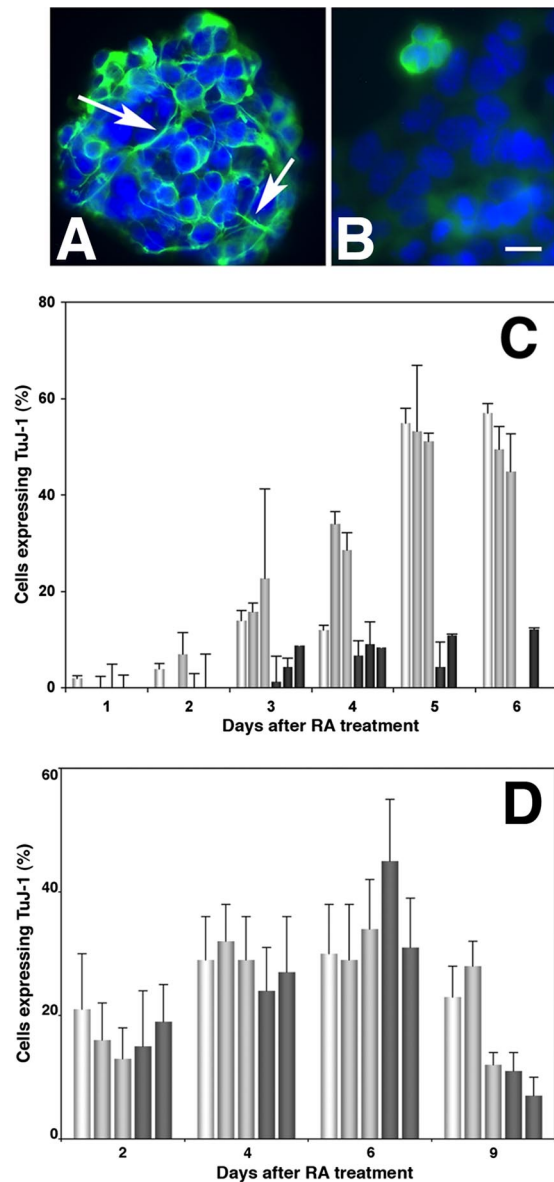 A
B
C
Cells expressing TuJ-1 (%)
80
60
40
20
0
1 2 3 4 5 6
Days after RA treatment
D
Cells expressing TuJ-1 (%)
60
40
20
0
2 4 6 9
Days after RA treatment